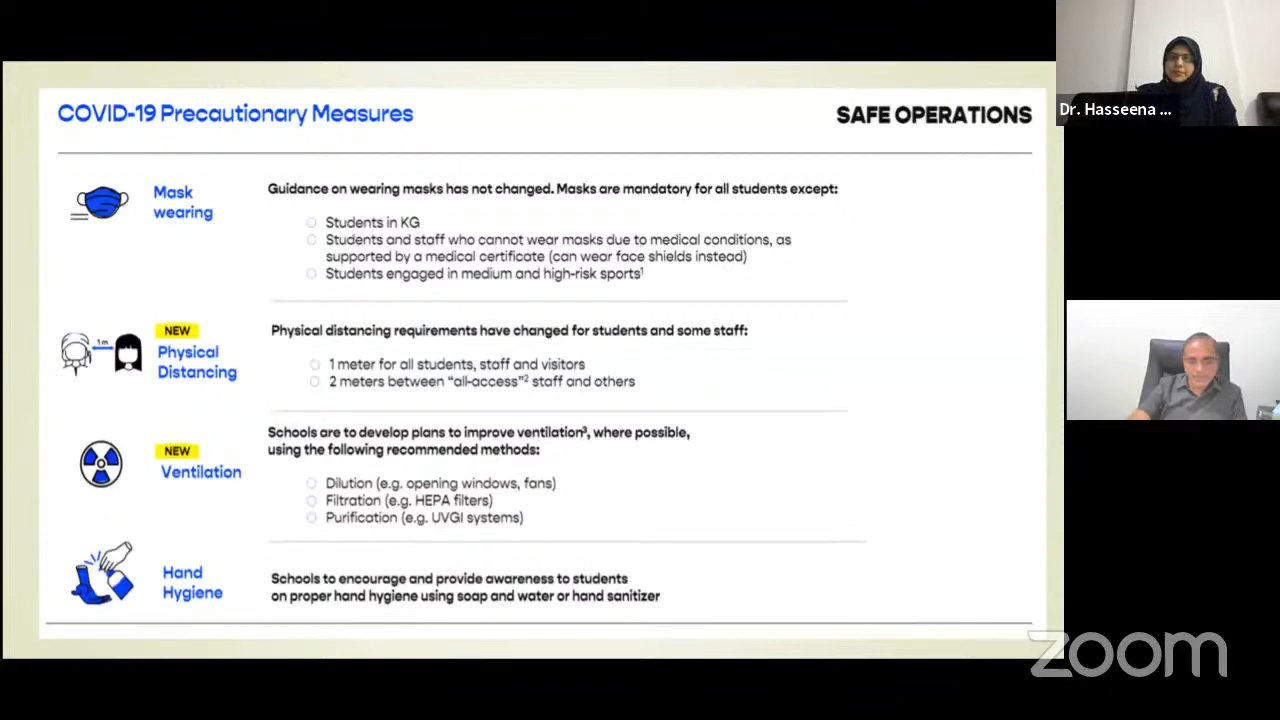 COVID-19 Precautionary Measures
SAFE OPERATIONS
Mask
wearing
Guidance on wearing masks has not changed. Masks are mandatory for all students except:
Students in KG
Students and staff who cannot wear masks due to medical conditions, as
supported by a medical certificate (can wear face shields instead)
Students engaged in medium and high-risk sports¹
1m
NEW
Physical
Distancing
Physical distancing requirements have changed for students and some staff:
1 meter for all students, staff and visitors
2 meters between “all-access”² staff and others
NEW
Ventilation
Schools are to develop plans to improve ventilation³, where possible,
using the following recommended methods:
Dilution (e.g. opening windows, fans)
Filtration (e.g. HEPA filters)
Purification (e.g. UVGI systems)
Hand
Hygiene
Schools to encourage and provide awareness to students
on proper hand hygiene using soap and water or hand sanitizer
Dr. Hasseena ...
zoom